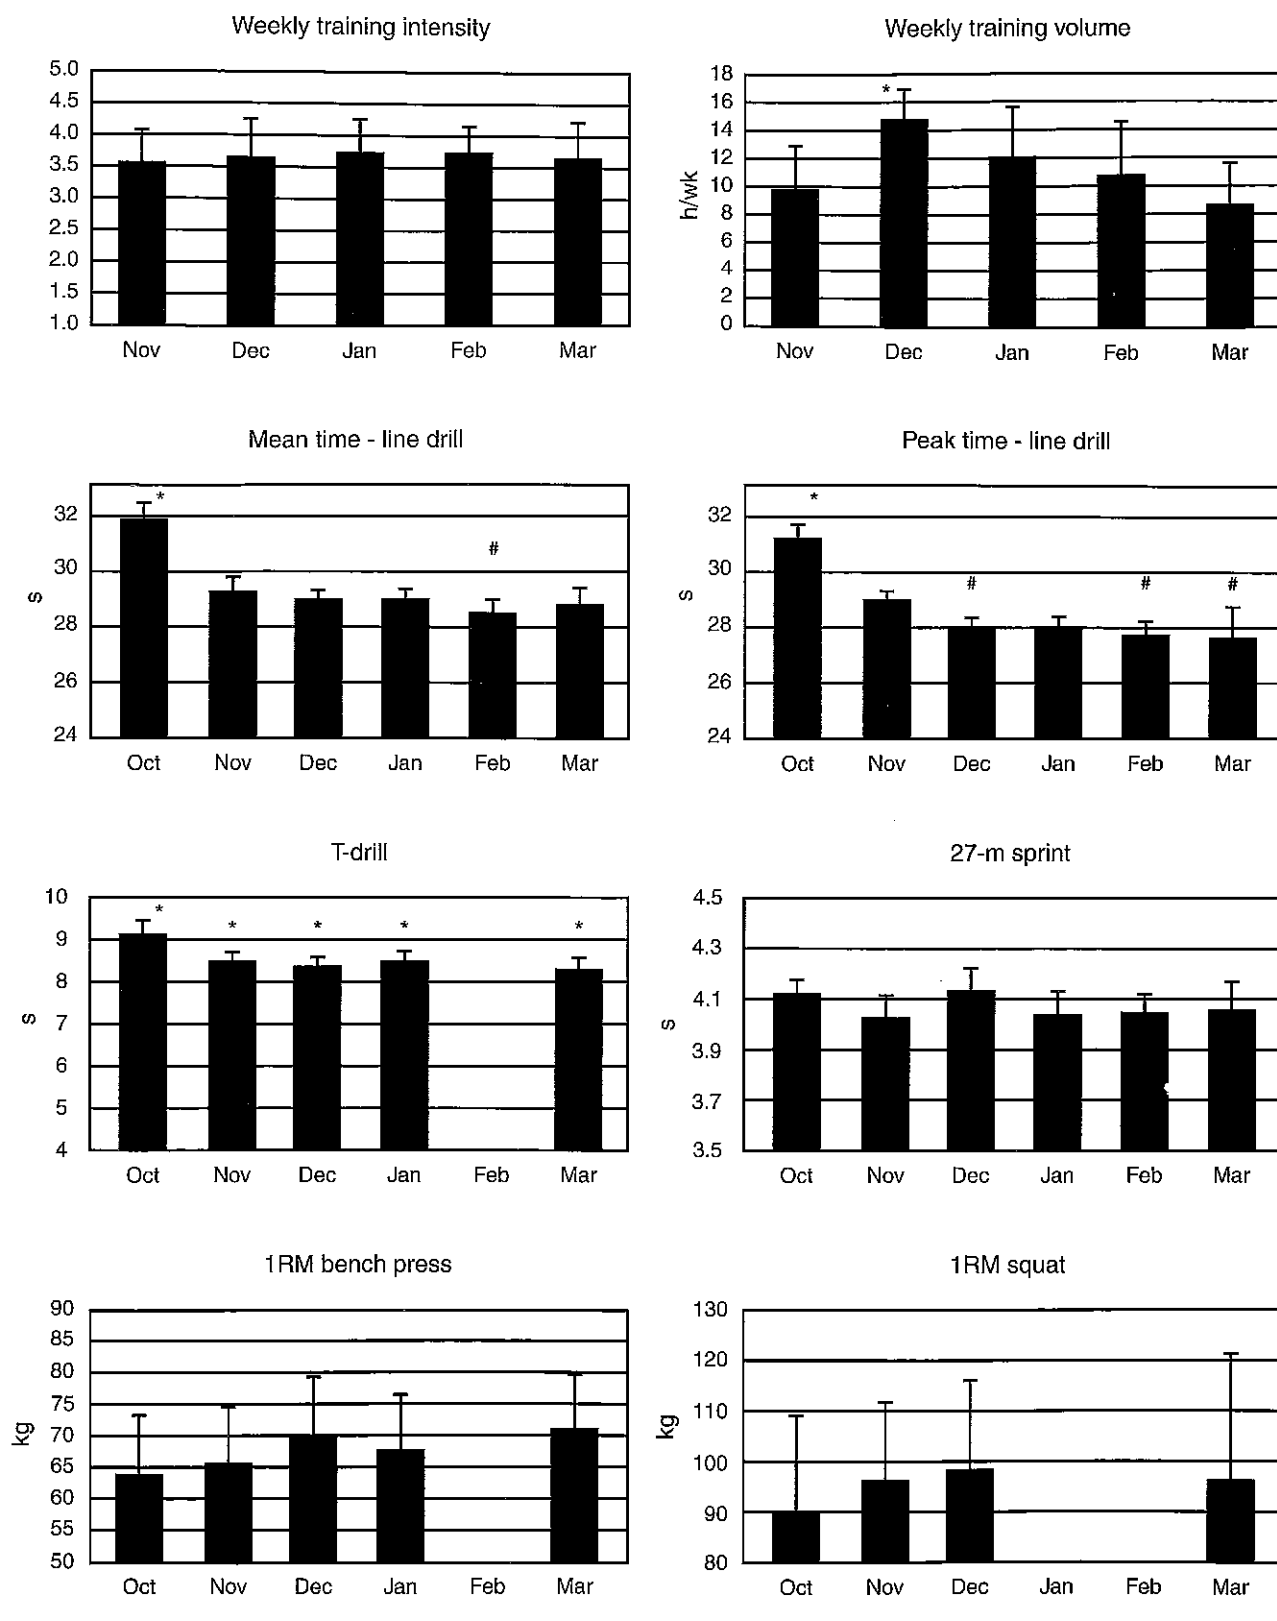 Weekly training intensity
5.0
4.5
4.0
3.5
3.0
2.5
2.0
1.5
1.0
Nov Dec Jan Feb Mar
Weekly training volume
h/wk
18
16
14
12
10
8
6
4
2
0
*
Nov Dec Jan Feb Mar
Mean time - line drill
s
32
30
28
26
24
*
#
Oct Nov Dec Jan Feb Mar
Peak time - line drill
s
32
30
28
26
24
*
# # #
Oct Nov Dec Jan Feb Mar
T-drill
s
10
9
8
7
6
5
4
*
* * * *
Oct Nov Dec Jan Feb Mar
27-m sprint
s
4.5
4.3
4.1
3.9
3.7
3.5
Oct Nov Dec Jan Feb Mar
1RM bench press
kg
90
85
80
75
70
65
60
55
50
Oct Nov Dec Jan Feb Mar
1RM squat
kg
130
120
110
100
90
80
Oct Nov Dec Jan Feb Mar